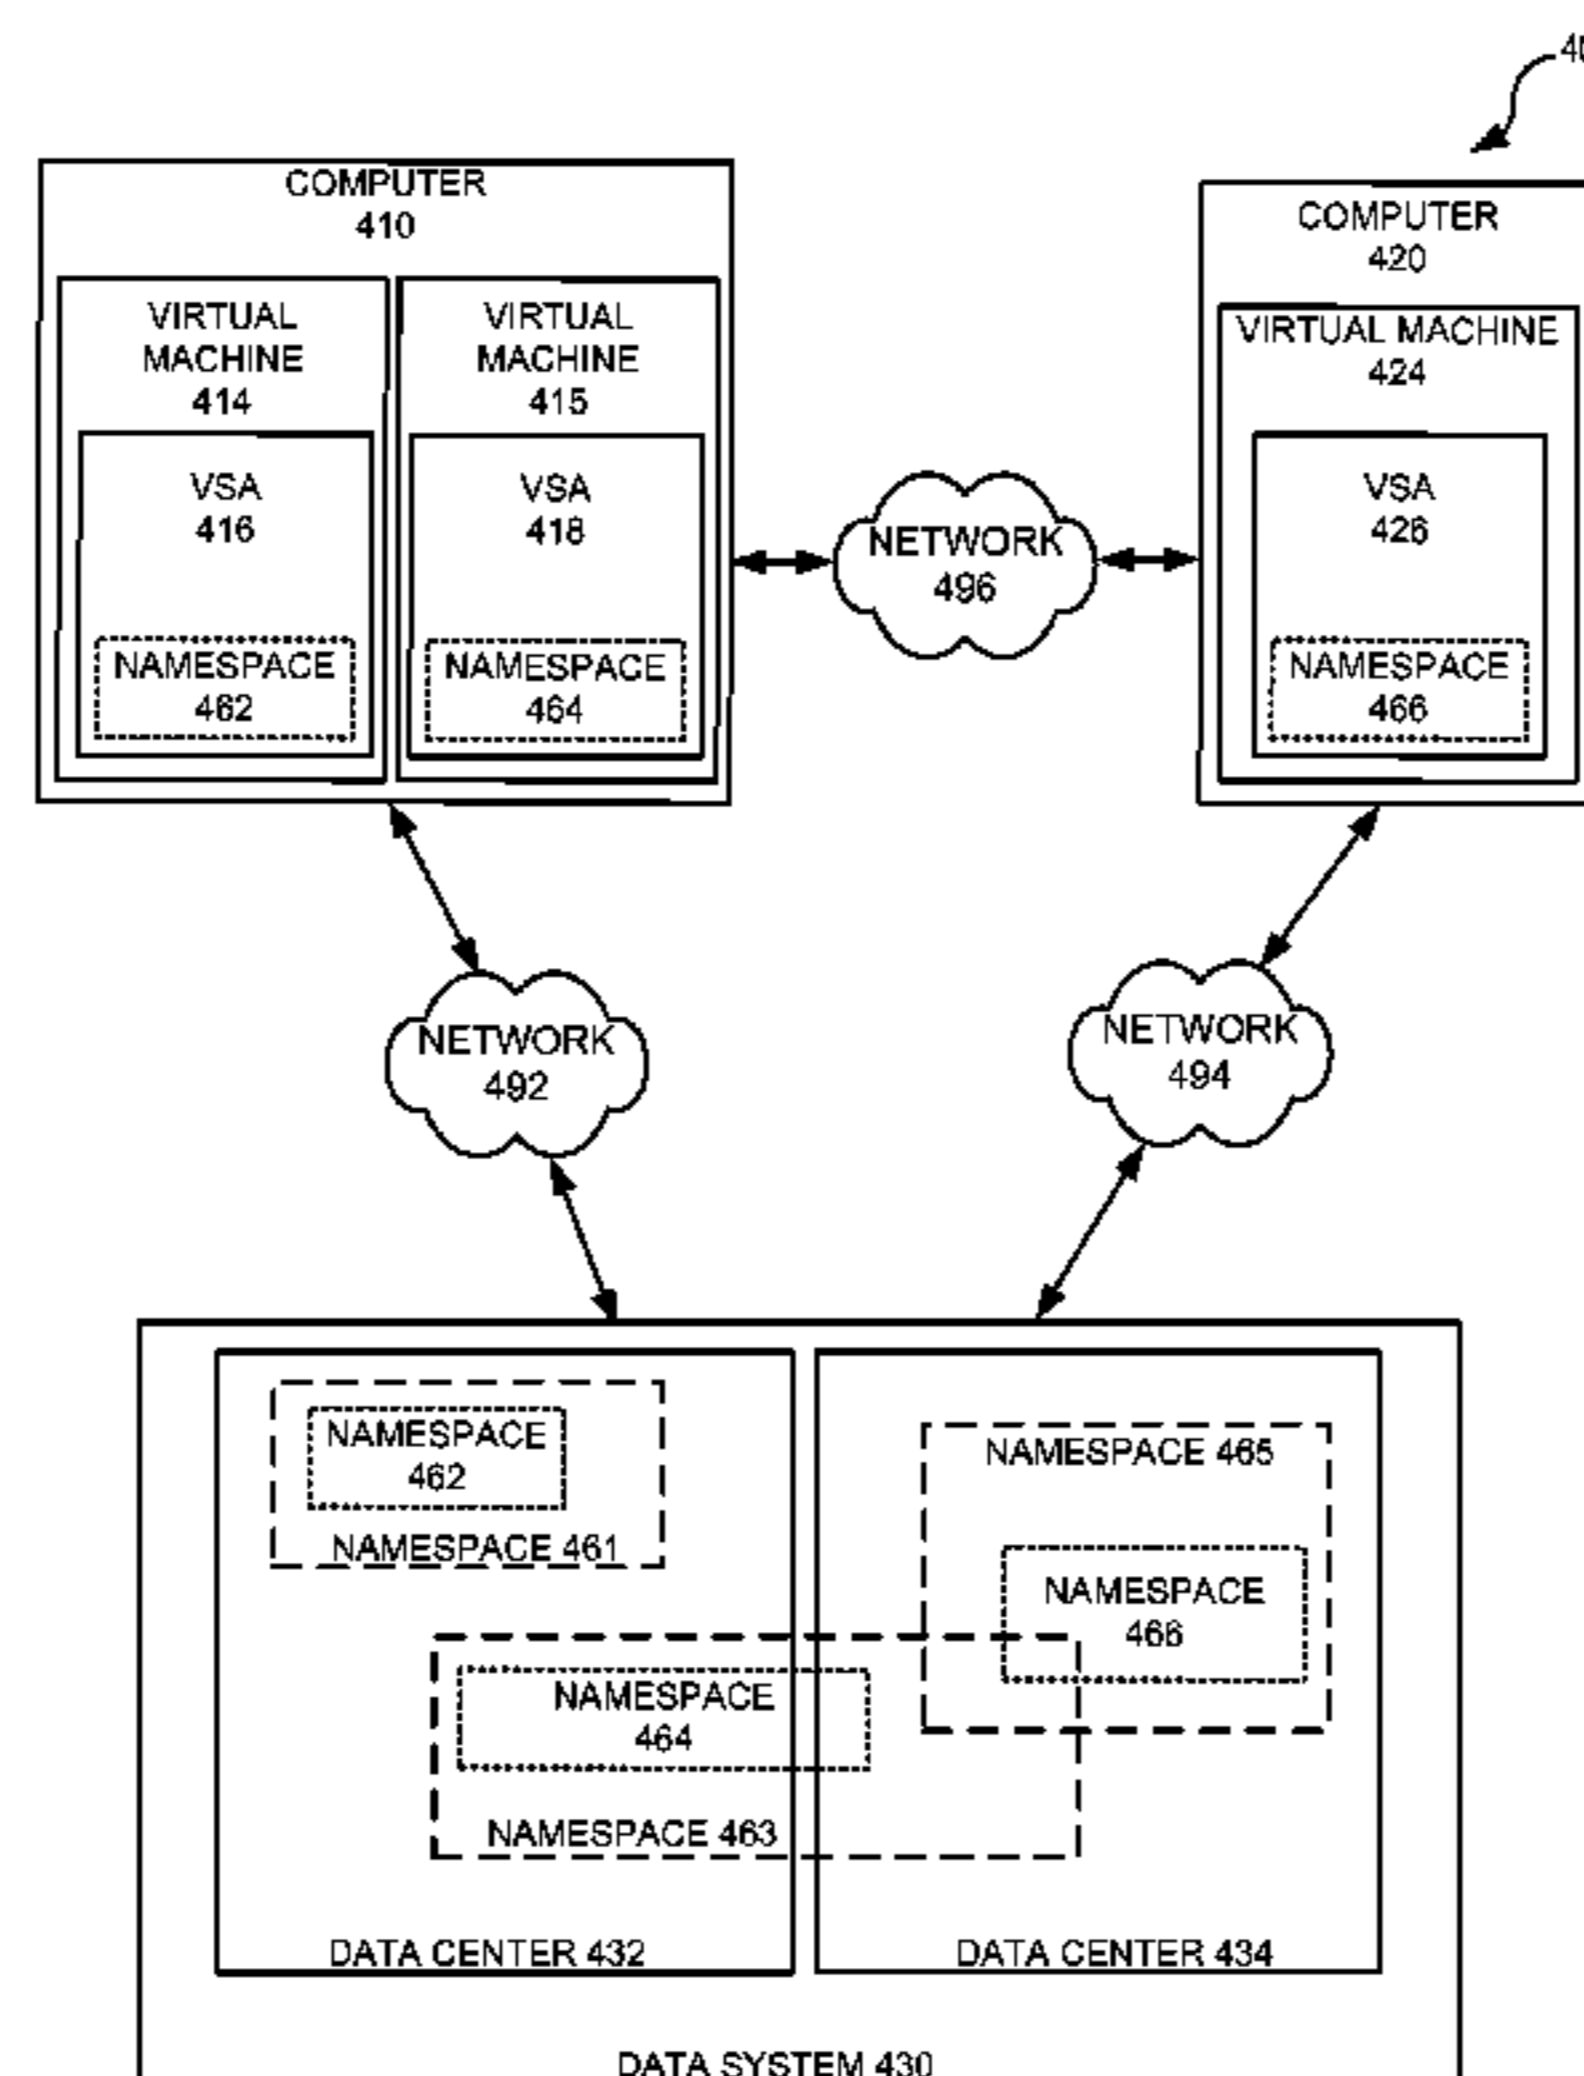 COMPUTER
410
VIRTUAL
MACHINE
414
VSA
416
NAMESPACE
462
VIRTUAL
MACHINE
415
VSA
418
NAMESPACE
464
NETWORK
496
COMPUTER
420
VIRTUAL MACHINE
424
VSA
426
NAMESPACE
466
NETWORK
492
NETWORK
494
NAMESPACE
462
NAMESPACE 461
NAMESPACE 465
NAMESPACE
466
NAMESPACE
464
NAMESPACE 463
DATA CENTER 432
DATA CENTER 434
DATA SYSTEM 430